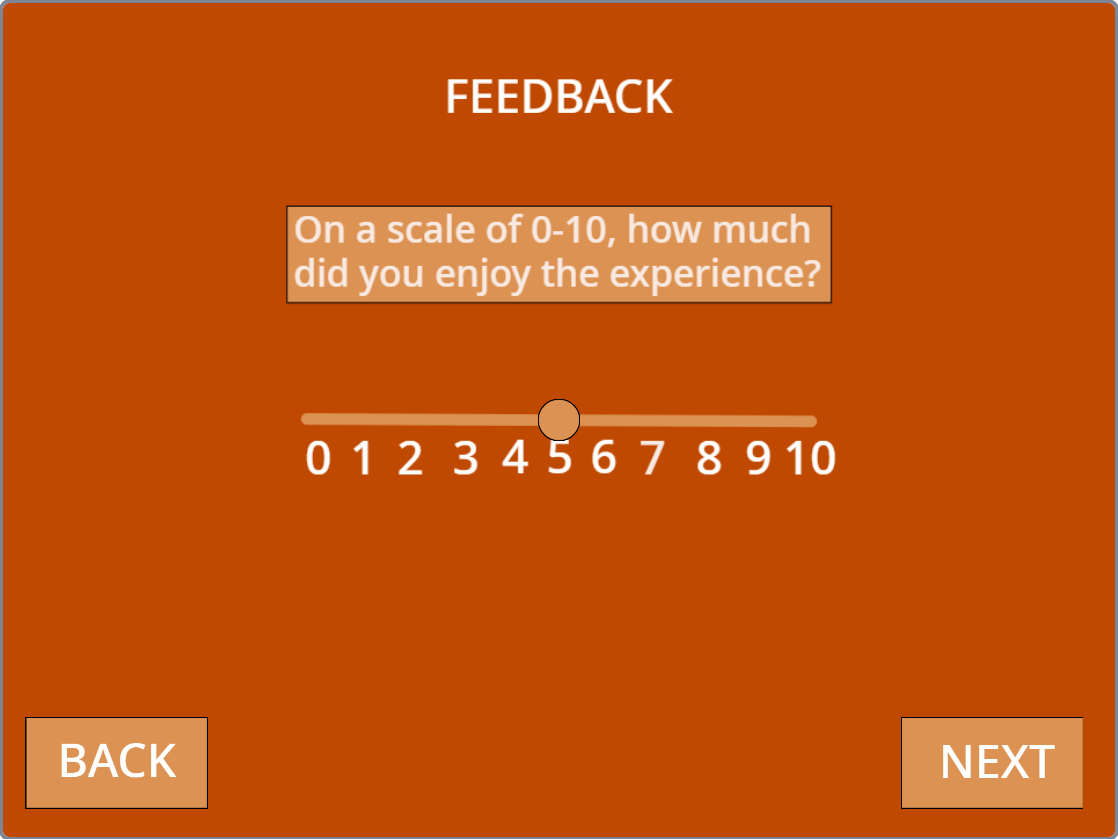 FEEDBACK
On a scale of 0-10, how much
did you enjoy the experience?
0 1 2 3 4 5 6 7 8 9 10
BACK
NEXT